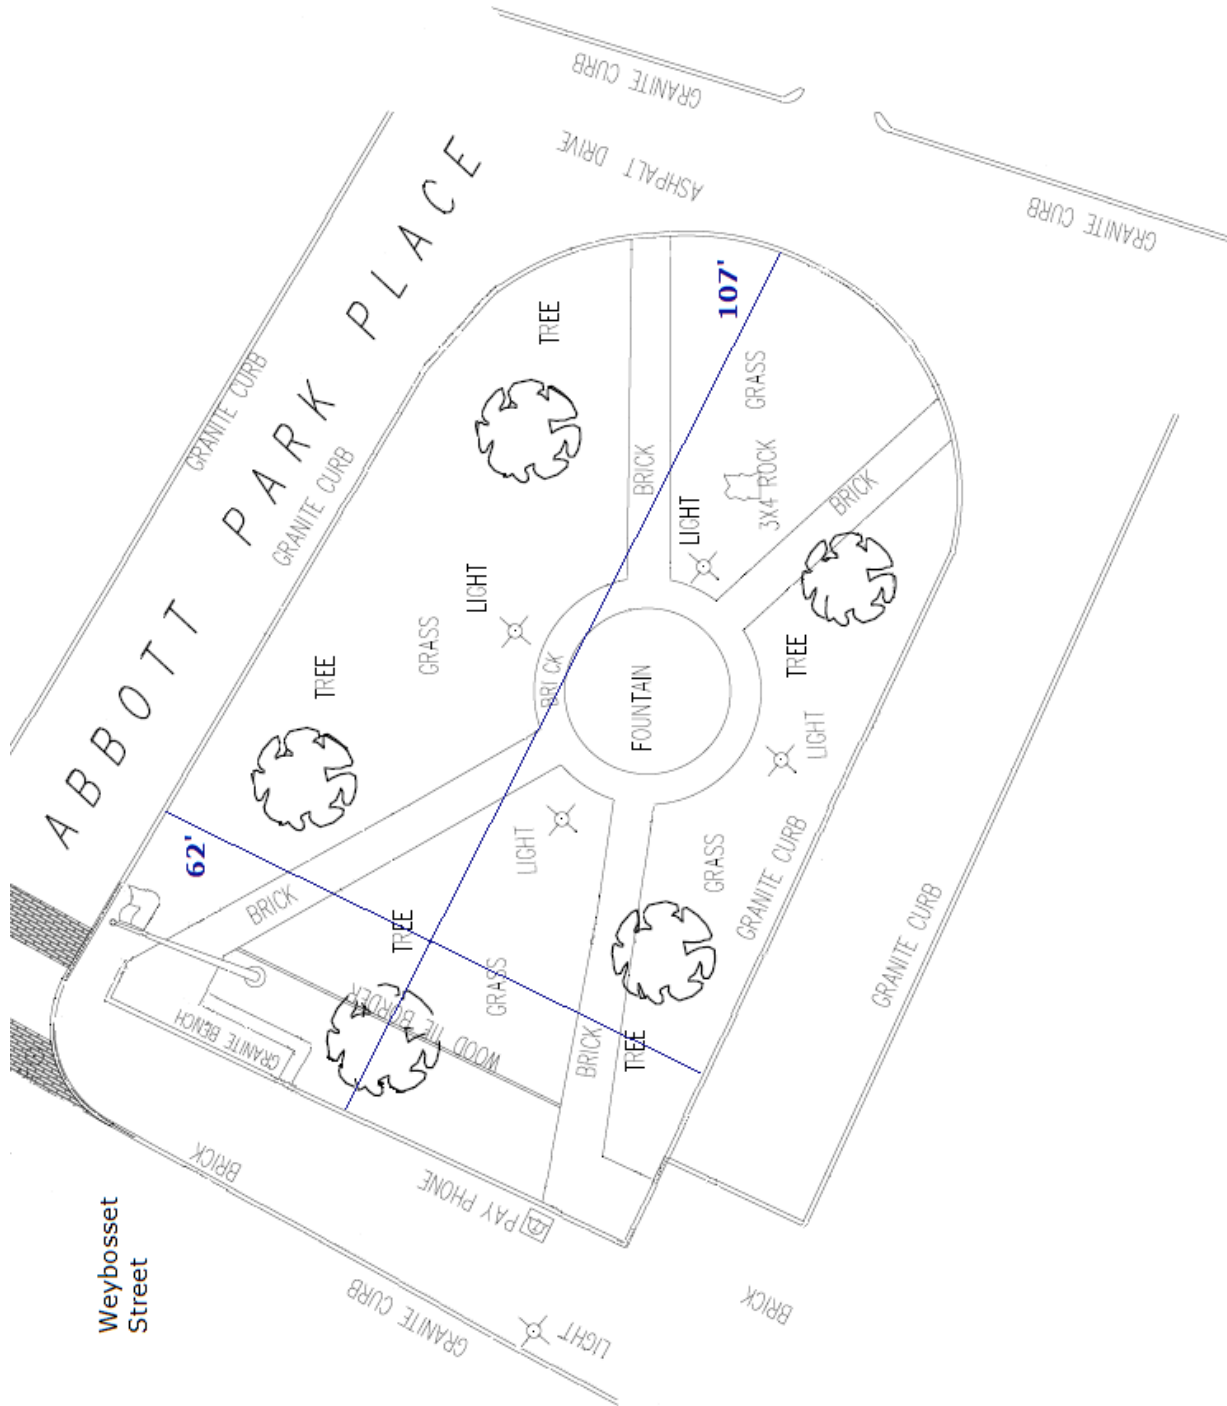 GRANITE CURB
ASHPALT DRIVE
GRANITE CURB
ABBOTT PARK PLACE
GRANITE CURB
GRANITE CURB
107'
TREE
GRASS
BRICK
3X4 ROCK
BRICK
LIGHT
LIGHT
GRASS
TREE
BRICK
FOUNTAIN
TREE
LIGHT
LIGHT
62'
GRASS
GRANITE CURB
BRICK
TREE
GRASS
GRANITE CURB
WOOD TIE BORDER
GRANITE BENCH
BRICK
TREE
BRICK
PAY PHONE
Weybosset
Street
GRANITE CURB
LIGHT
BRICK